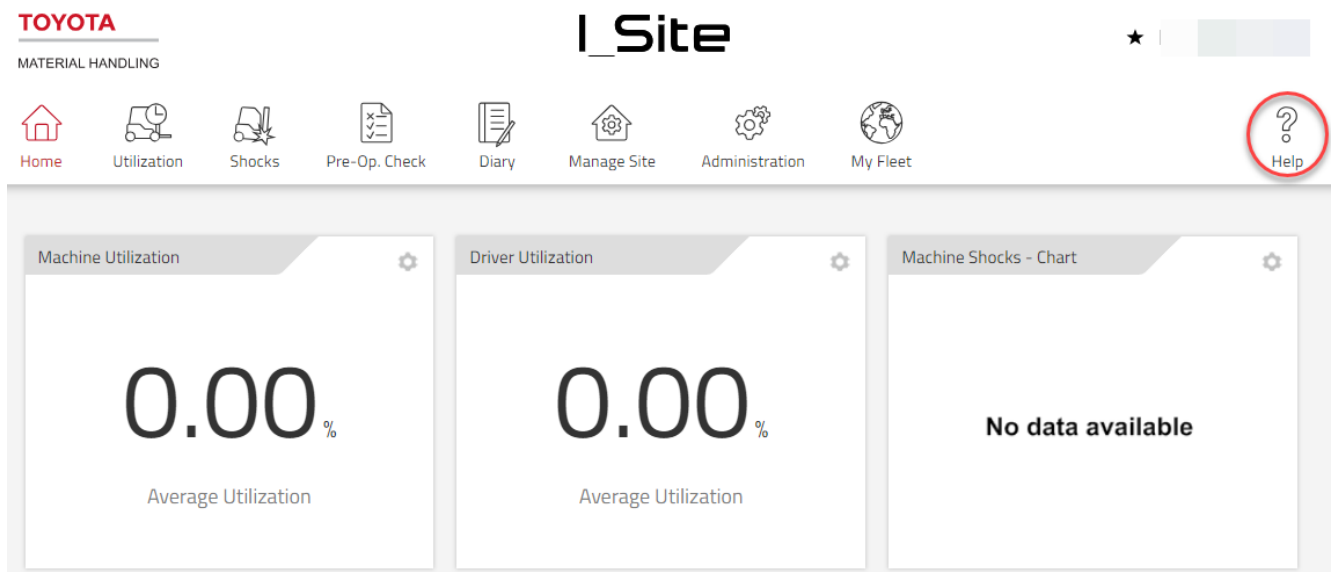 TOYOTA
MATERIAL HANDLING
I_Site
Home Utilization Shocks Pre-Op. Check Diary Manage Site Administration My Fleet Help
Machine Utilization
0.00 %
Average Utilization
Driver Utilization
0.00 %
Average Utilization
Machine Shocks - Chart
No data available